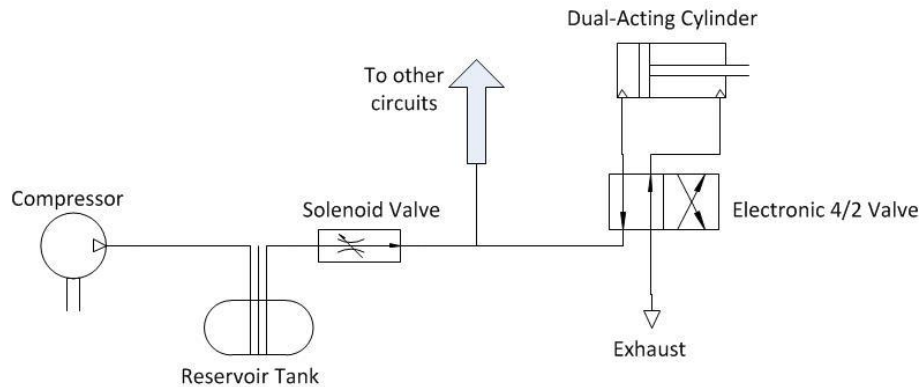 Dual-Acting Cylinder
To other
circuits
Compressor
Solenoid Valve
Electronic 4/2 Valve
Exhaust
Reservoir Tank